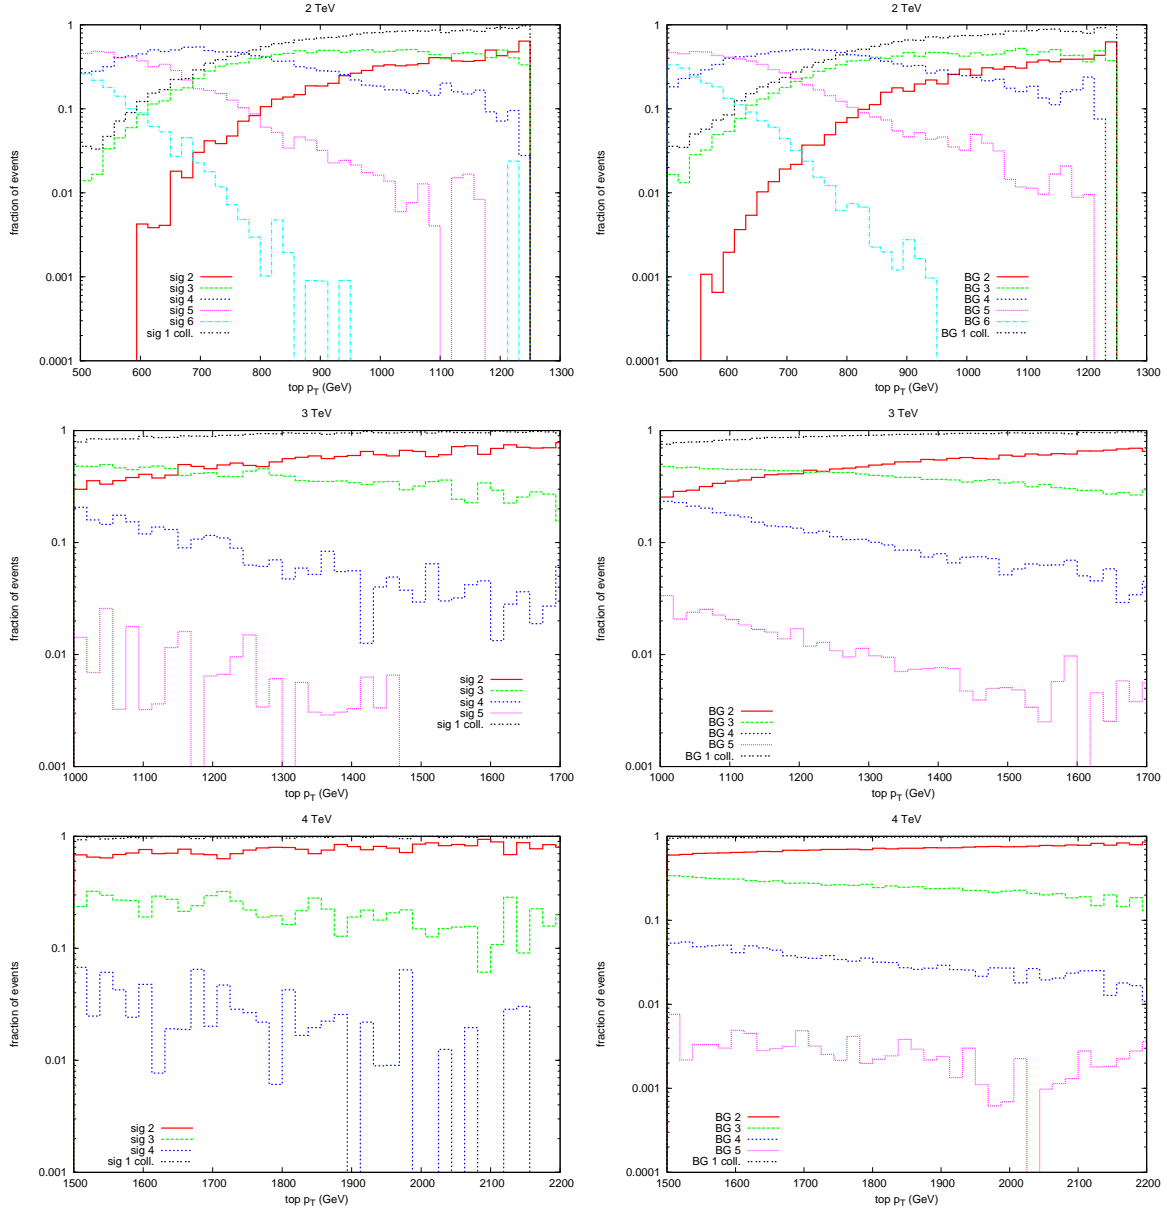 2 TeV
1
0.1
0.01
0.001
0.0001
fraction of events
sig 2
sig 3
sig 4
sig 5
sig 6
sig 1 coll.
500 600 700 800 900 1000 1100 1200 1300
top pT (GeV)
2 TeV
1
0.1
0.01
0.001
0.0001
fraction of events
BG 2
BG 3
BG 4
BG 5
BG 6
BG 1 coll.
500 600 700 800 900 1000 1100 1200 1300
top pT (GeV)
3 TeV
1
0.1
0.01
0.001
fraction of events
sig 2
sig 3
sig 4
sig 5
sig 1 coll.
1000 1100 1200 1300 1400 1500 1600 1700
top pT (GeV)
3 TeV
1
0.1
0.01
0.001
fraction of events
BG 2
BG 3
BG 4
BG 5
BG 1 coll.
1000 1100 1200 1300 1400 1500 1600 1700
top pT (GeV)
4 TeV
1
0.1
0.01
0.001
fraction of events
sig 2
sig 3
sig 4
sig 1 coll.
1500 1600 1700 1800 1900 2000 2100 2200
top pT (GeV)
4 TeV
1
0.1
0.01
0.001
0.0001
fraction of events
BG 2
BG 3
BG 4
BG 5
BG 1 coll.
1500 1600 1700 1800 1900 2000 2100 2200
top pT (GeV)